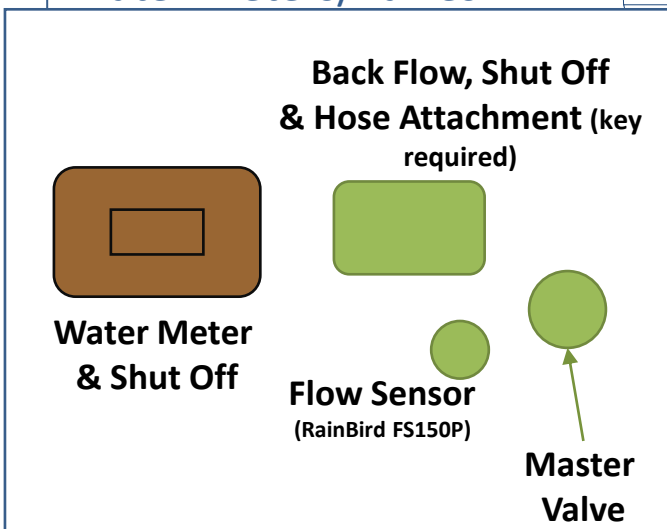 Back Flow, Shut Off
& Hose Attachment (key
required)
Water Meter
& Shut Off
Flow Sensor
(RainBird FS150P)
Master
Valve